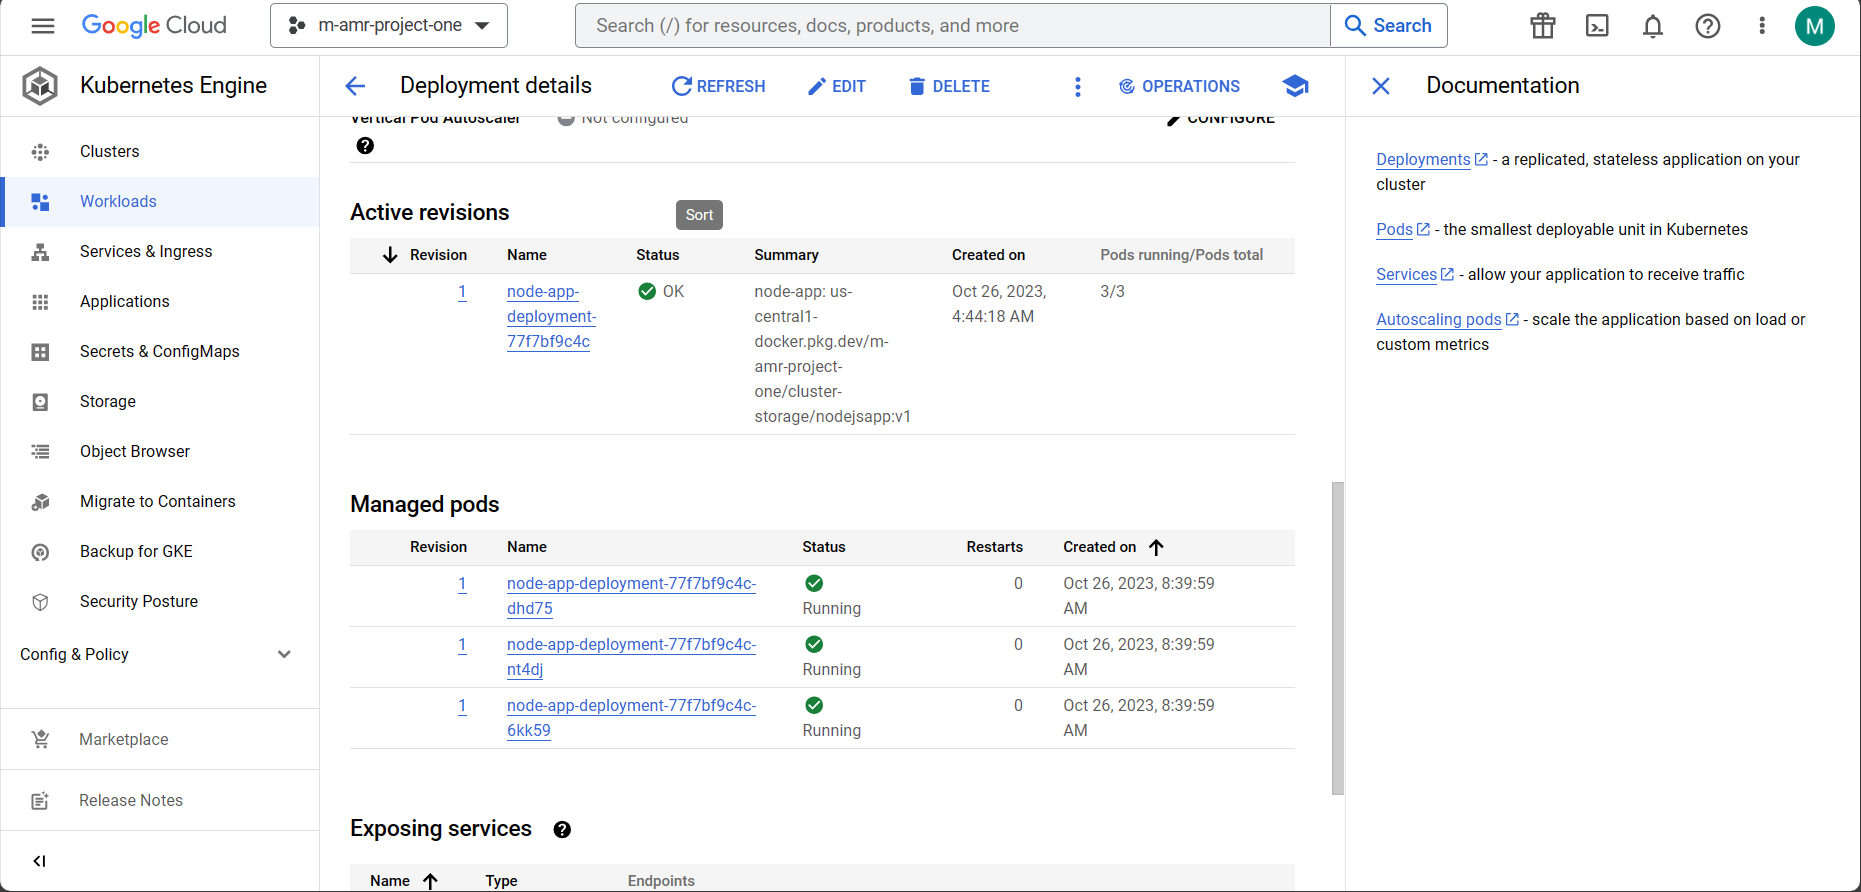 Google Cloud
m-amr-project-one
Search (/) for resources, docs, products, and more
Search
M
Kubernetes Engine
Clusters
Workloads
Services & Ingress
Applications
Secrets & ConfigMaps
Storage
Object Browser
Migrate to Containers
Backup for GKE
Security Posture
Config & Policy
Marketplace
Release Notes
Deployment details
REFRESH
EDIT
DELETE
OPERATIONS
Vertical Pod Autoscaler
Not configured
CONFIGURE
Active revisions
Sort
Revision Name Status Summary Created on Pods running/Pods total
1
node-app-
deployment-
77f7bf9c4c
OK
node-app: us-
central1-
docker.pkg.dev/m-
amr-project-
one/cluster-
storage/nodejsapp:v1
Oct 26, 2023,
4:44:18 AM
3/3
Managed pods
Revision Name Status Restarts Created on
1 node-app-deployment-77f7bf9c4c- 0 Oct 26, 2023, 8:39:59
dhd75 Running AM
1 node-app-deployment-77f7bf9c4c- 0 Oct 26, 2023, 8:39:59
nt4dj Running AM
1 node-app-deployment-77f7bf9c4c- 0 Oct 26, 2023, 8:39:59
6kk59 Running AM
Exposing services
Name Type Endpoints
Documentation
Deployments - a replicated, stateless application on your
cluster
Pods - the smallest deployable unit in Kubernetes
Services - allow your application to receive traffic
Autoscaling pods - scale the application based on load or
custom metrics